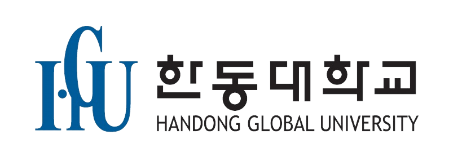 HGU
한동대학교
HANDONG GLOBAL UNIVERSITY